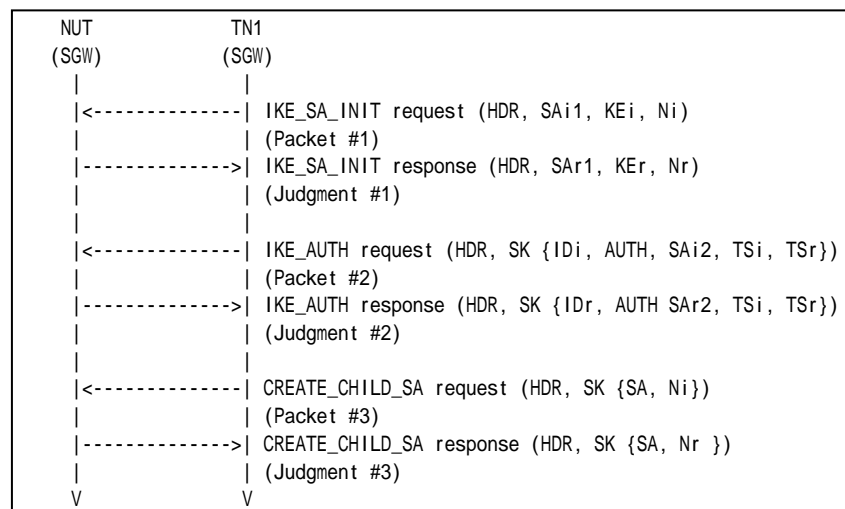 NUT TN1
(SGW) (SGW)
| |
|<--------------| IKE_SA_INIT request (HDR, SAi1, KEi, Ni)
| | (Packet #1)
|-------------->| IKE_SA_INIT response (HDR, SAr1, KEr, Nr)
| | (Judgment #1)
| |
|<--------------| IKE_AUTH request (HDR, SK {IDi, AUTH, SAi2, TSi, TSr})
| | (Packet #2)
|-------------->| IKE_AUTH response (HDR, SK {IDr, AUTH SAr2, TSi, TSr})
| | (Judgment #2)
| |
|<--------------| CREATE_CHILD_SA request (HDR, SK {SA, Ni})
| | (Packet #3)
|-------------->| CREATE_CHILD_SA response (HDR, SK {SA, Nr })
| | (Judgment #3)
V V